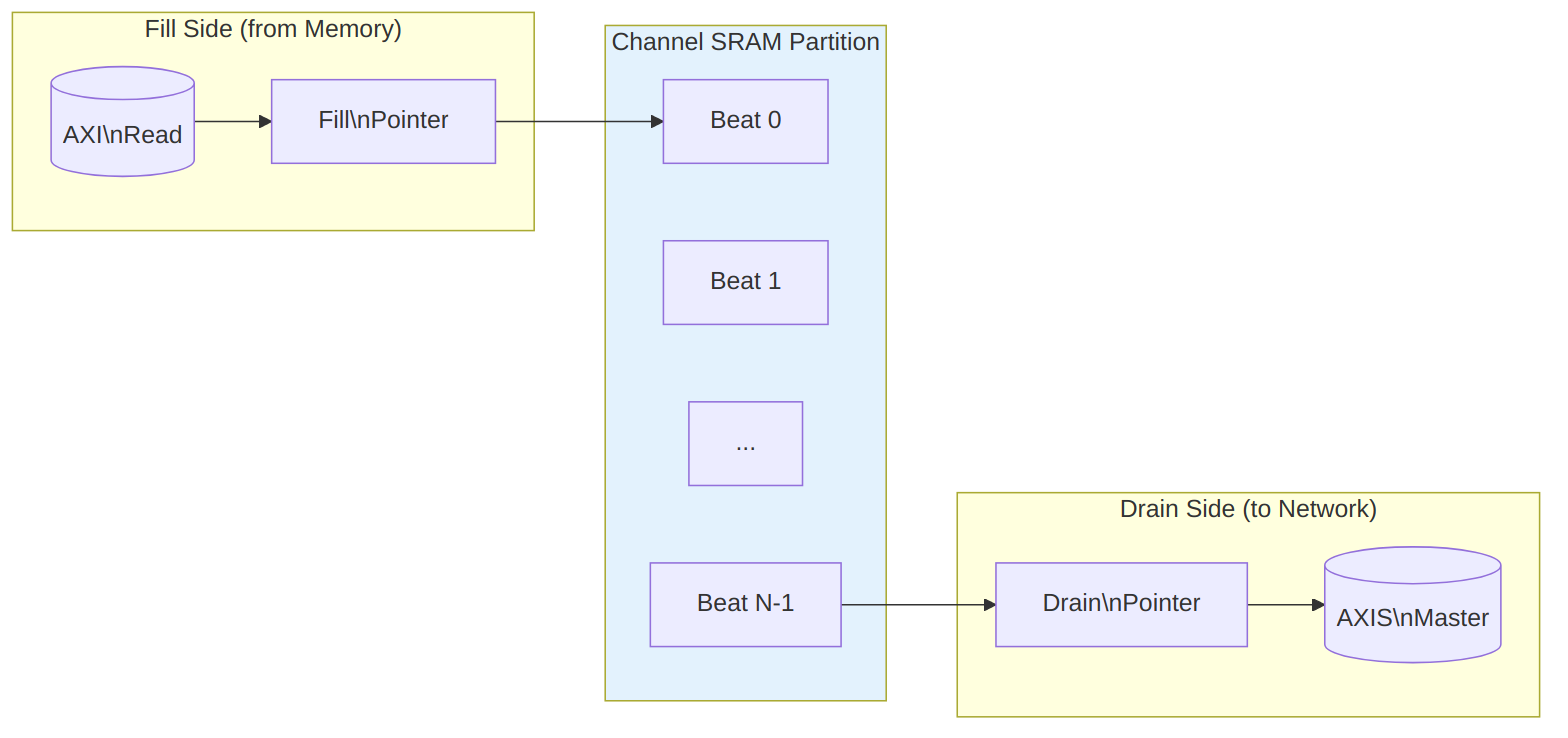 Fill Side (from Memory)
AXI\nRead
Fill\nPointer
Channel SRAM Partition
Beat 0
Beat 1
...
Beat N-1
Drain Side (to Network)
Drain\nPointer
AXIS\nMaster